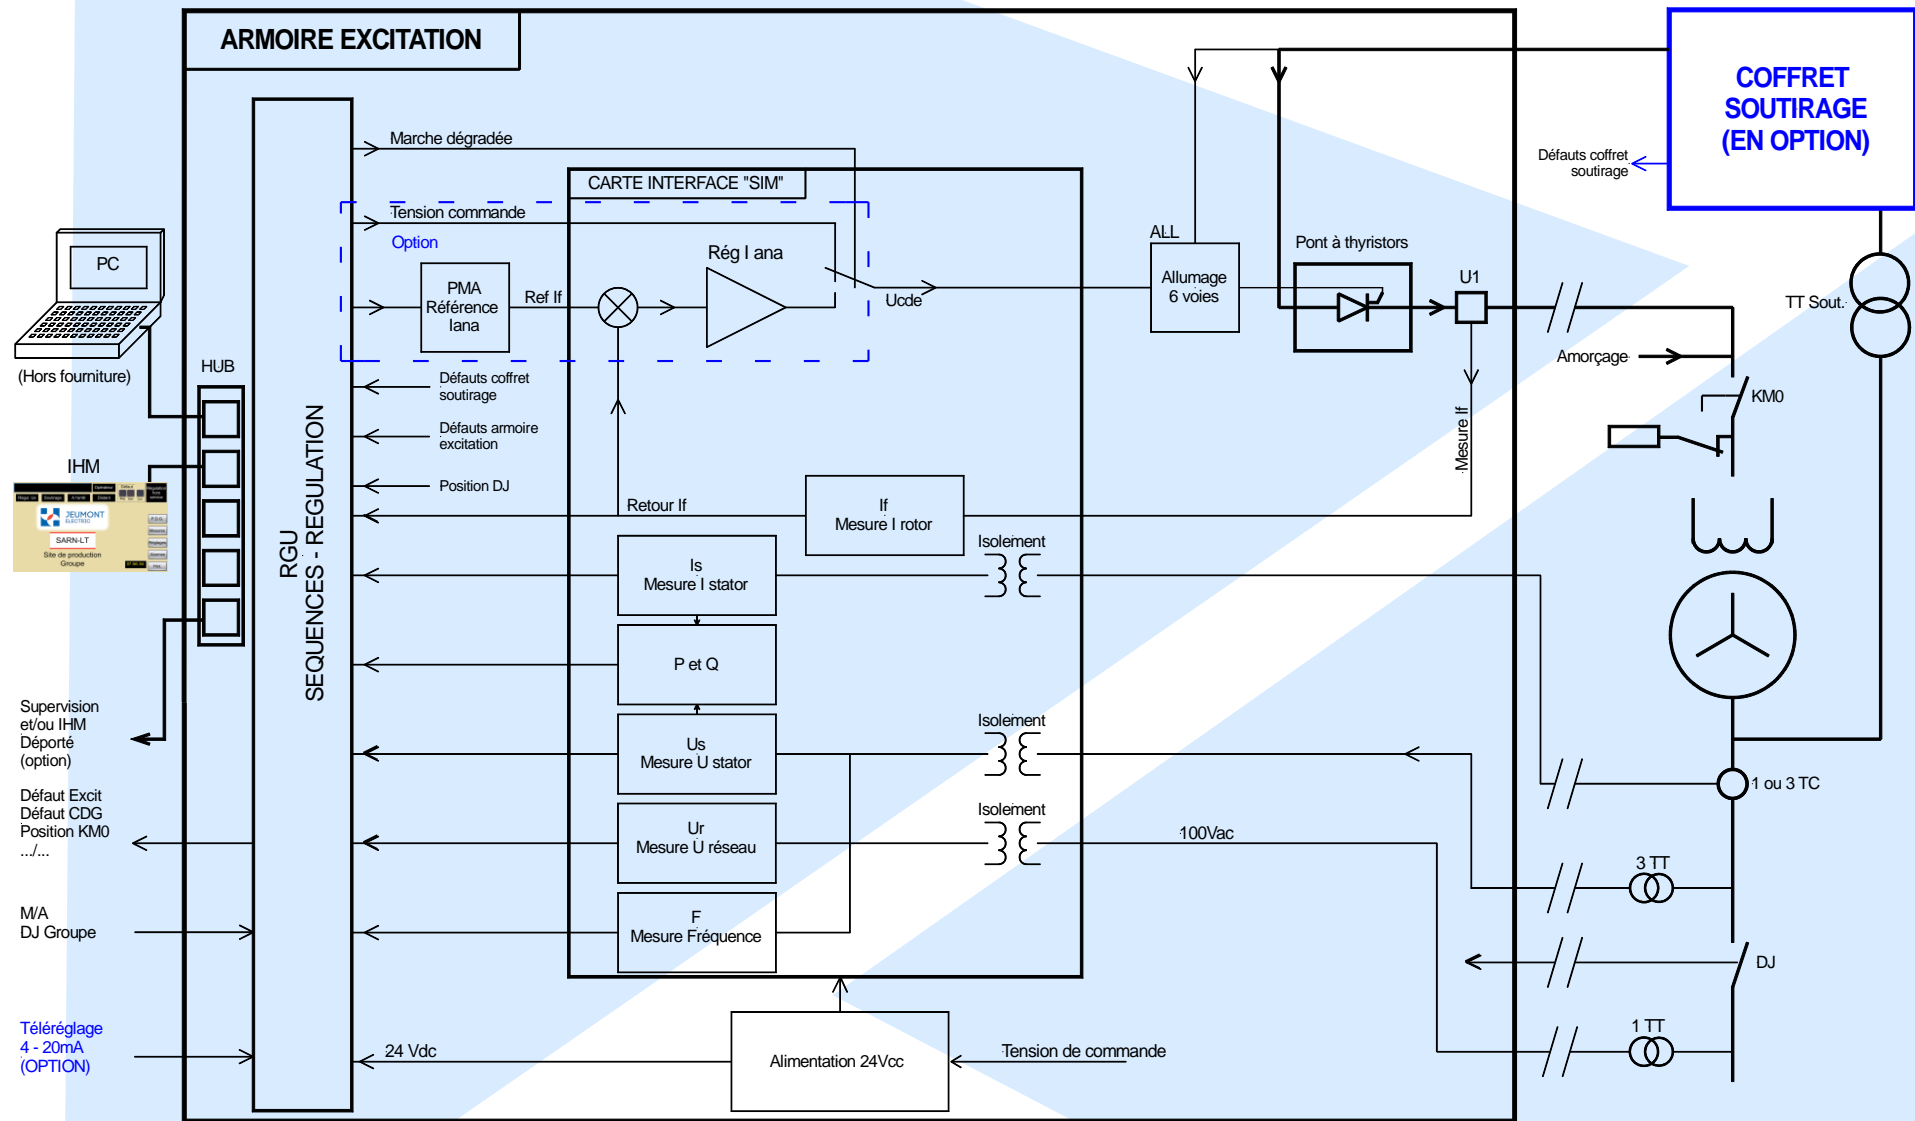 ARMOIRE EXCITATION
COFFRET
SOUTIRAGE
(EN OPTION)
Défauts coffret
soutirage
Marche dégradée
CARTE INTERFACE "SIM"
Tension commande
Option
PMA
Référence
Iana
Ref If
Rég I ana
Ucde
ALL
Allumage
6 voies
Pont à thyristors
U1
TT Sout.
Amorçage
KM0
Mesure If
PC
(Hors fourniture)
HUB
IHM
JEUMONT
ELECTRIC
SARN-LT
Site de production
Groupe
RGU
SEQUENCES - REGULATION
Défauts coffret
soutirage
Défauts armoire
excitation
Position DJ
Retour If
If
Mesure I rotor
Is
Mesure I stator
Isolement
P et Q
Us
Mesure U stator
Isolement
Ur
Mesure U réseau
Isolement
100Vac
F
Mesure Fréquence
1 ou 3 TC
3 TT
DJ
1 TT
Supervision
et/ou IHM
Déporté
(option)
Défaut Excit
Défaut CDG
Position KM0
.../...
M/A
DJ Groupe
Téléréglage
4 - 20mA
(OPTION)
24 Vdc
Alimentation 24Vcc
Tension de commande